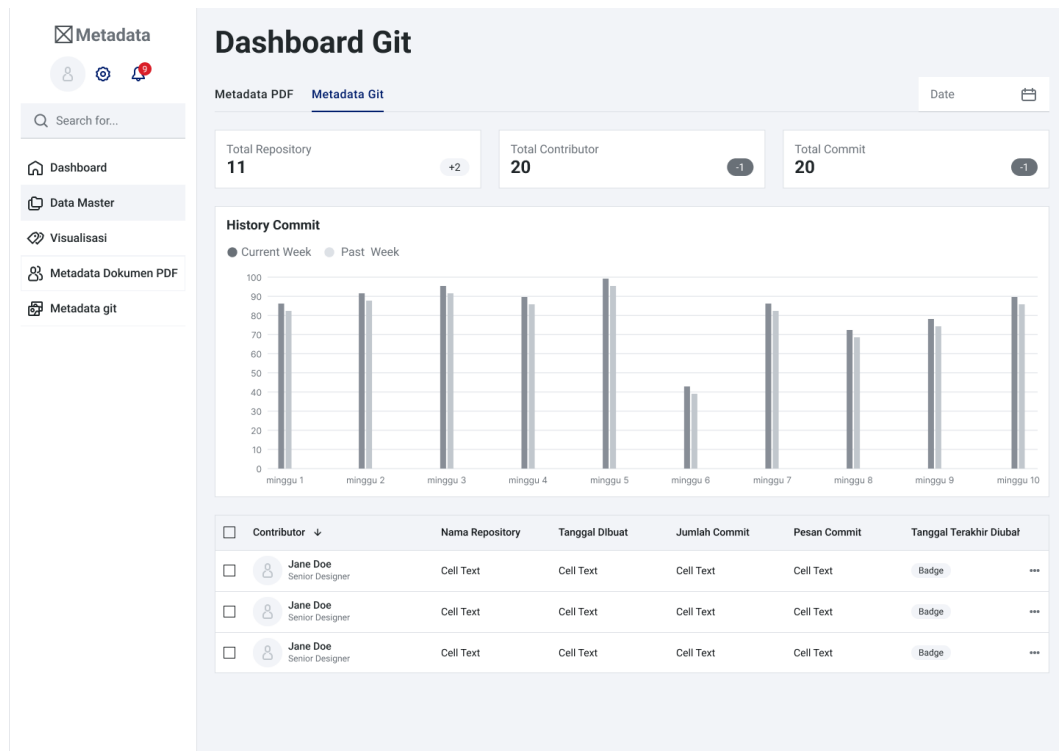 Metadata
9
Search for...
Dashboard
Data Master
Visualisasi
Metadata Dokumen PDF
Metadata git
Dashboard Git
Metadata PDF Metadata Git
Date
Total Repository
11
+2
Total Contributor
20
-1
Total Commit
20
-1
History Commit
Current Week Past Week
100
90
80
70
60
50
40
30
20
10
0
minggu 1 minggu 2 minggu 3 minggu 4 minggu 5 minggu 6 minggu 7 minggu 8 minggu 9 minggu 10
Contributor Nama Repository Tanggal DIbuat Jumlah Commit Pesan Commit Tanggal Terakhir Diubah
Jane Doe
Senior Designer
Cell Text Cell Text Cell Text Cell Text Badge
Jane Doe
Senior Designer
Cell Text Cell Text Cell Text Cell Text Badge
Jane Doe
Senior Designer
Cell Text Cell Text Cell Text Cell Text Badge